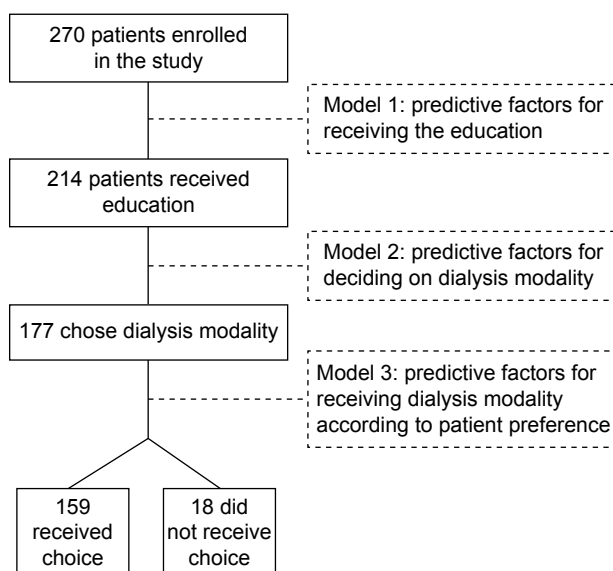 270 patients enrolled
in the study
Model 1: predictive factors for
receiving the education
214 patients received
education
Model 2: predictive factors for
deciding on dialysis modality
177 chose dialysis modality
Model 3: predictive factors for
receiving dialysis modality
according to patient preference
159
received
choice
18 did
not receive
choice